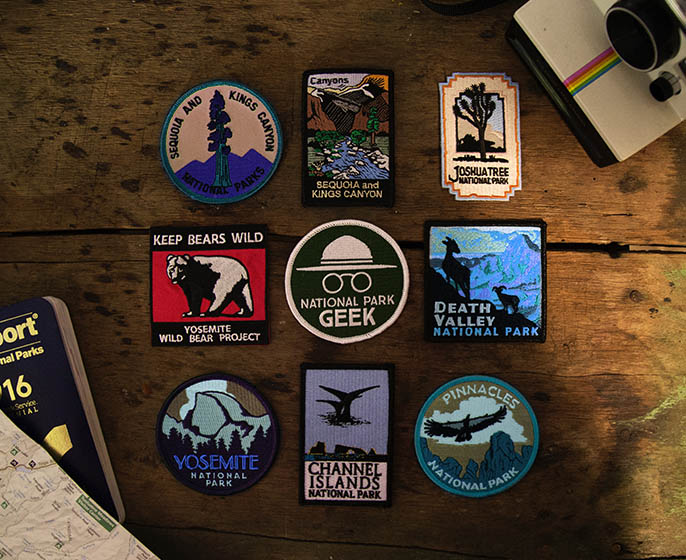 SEQUOIA AND KINGS CANYON
NATIONAL PARKS
Canyons
SEQUOIA and
KINGS CANYON
JOSHUA TREE
NATIONAL PARK
KEEP BEARS WILD
YOSEMITE
WILD BEAR PROJECT
NATIONAL PARK
GEEK
DEATH
VALLEY
NATIONAL PARK
YOSEMITE
NATIONAL
PARK
CHANNEL
ISLANDS
NATIONAL PARK
PINNACLES
NATIONAL PARK
port®
nal Parks
916
Service